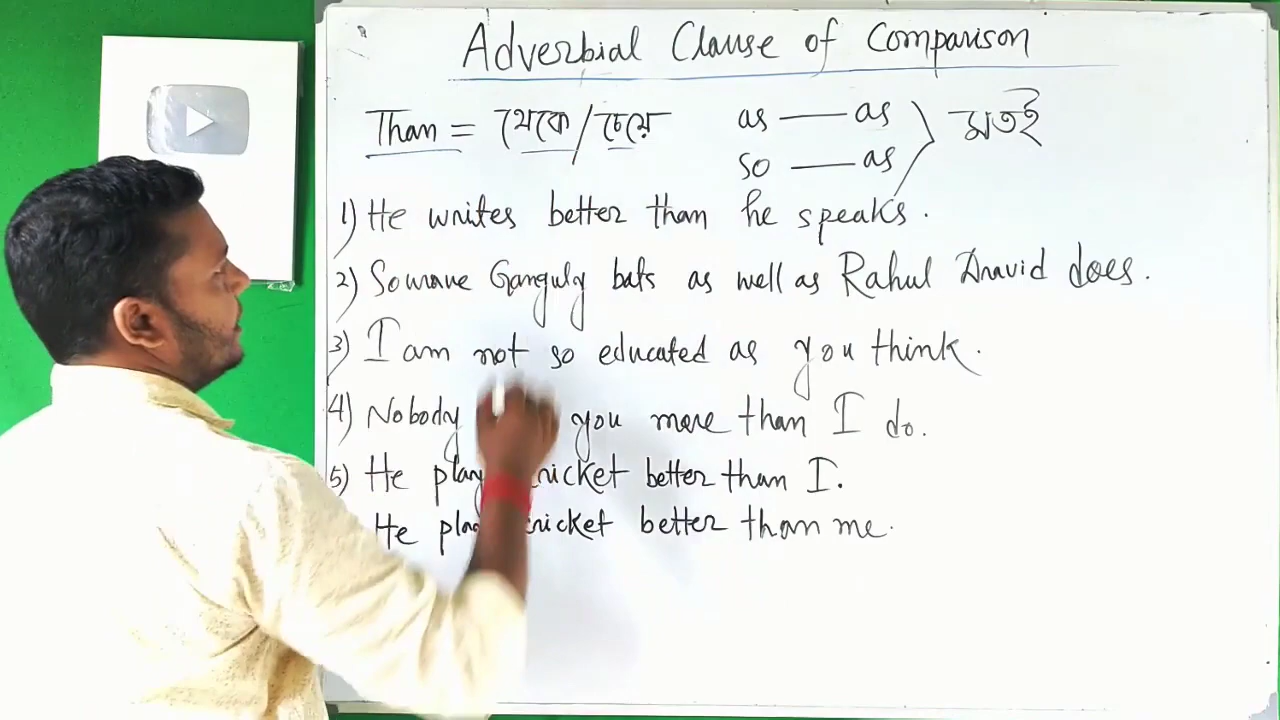 Adverbial Clause of Comparison
Than = থেকে/চেয়ে as — as
so — as } মতই
1) He writes better than he speaks.
2) Sourave Ganguly bats as well as Rahul Dravid does.
3) I am not so educated as you think.
4) Nobody you more than I do.
5) He play cricket better than I.
He play cricket better than me.